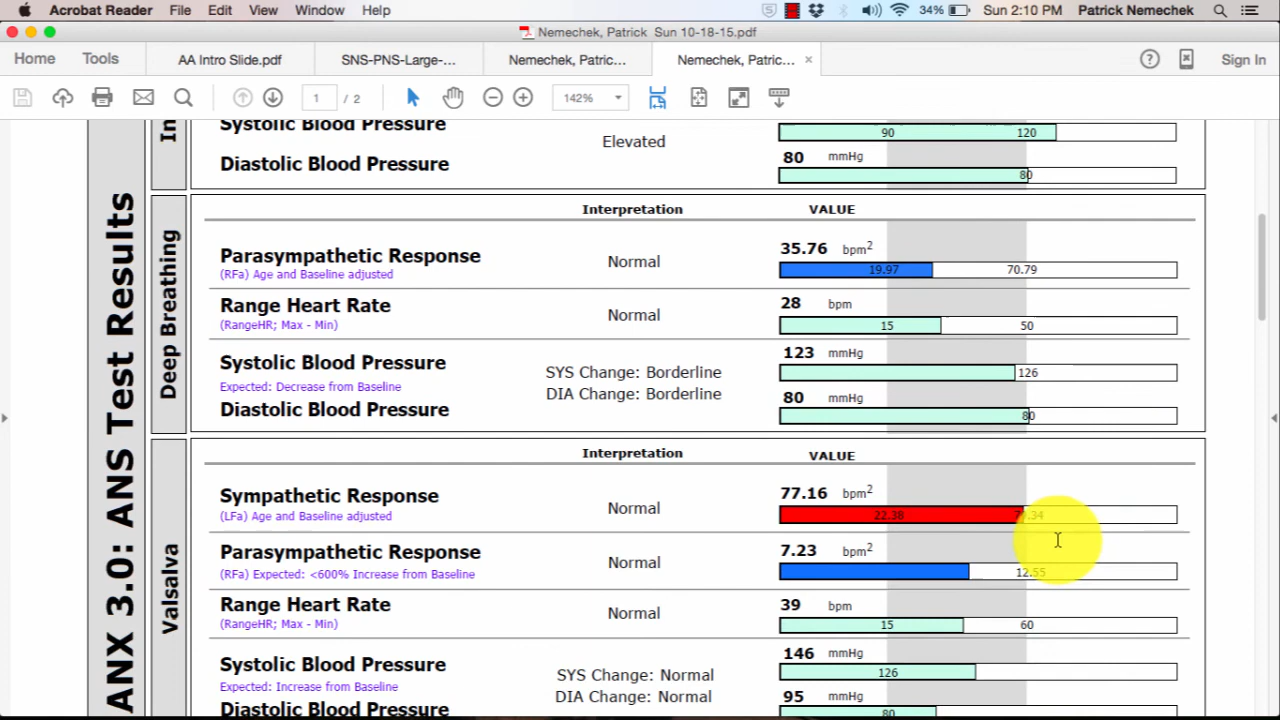 Acrobat Reader File Edit View Window Help 34% Sun 2:10 PM Patrick Nemechek
Nemechek, Patrick Sun 10-18-15.pdf
Home Tools AA Intro Slide.pdf SNS-PNS-Large-... Nemechek, Patric... Nemechek, Patric... × Sign In
1 / 2 142%
ANX 3.0: ANS Test Results
In
Systolic Blood Pressure 90 120
Elevated
80 mmHg
Diastolic Blood Pressure 80
Deep Breathing
Interpretation VALUE
35.76 bpm2
Parasympathetic Response Normal
(RFa) Age and Baseline adjusted 19.97 70.79
Range Heart Rate 28 bpm
(RangeHR; Max - Min) Normal 15 50
123 mmHg
Systolic Blood Pressure SYS Change: Borderline 126
Expected: Decrease from Baseline DIA Change: Borderline 80 mmHg
Diastolic Blood Pressure 80
Valsalva
Interpretation VALUE
Sympathetic Response 77.16 bpm2
(LFa) Age and Baseline adjusted Normal 22.38
Parasympathetic Response 7.23 bpm2
(RFa) Expected: <600% Increase from Baseline Normal 12.55
Range Heart Rate 39 bpm
(RangeHR; Max - Min) Normal 15 60
146 mmHg
Systolic Blood Pressure SYS Change: Normal 126
Expected: Increase from Baseline DIA Change: Normal 95 mmHg
Diastolic Blood Pressure 80